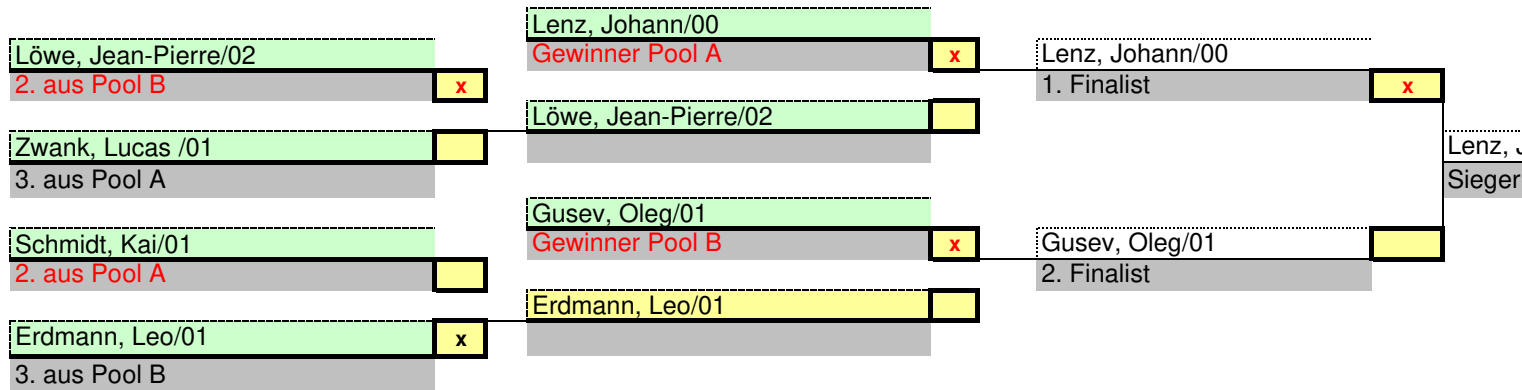 Löwe, Jean-Pierre/02
2. aus Pool B
x
Zwank, Lucas /01
3. aus Pool A
Schmidt, Kai/01
2. aus Pool A
Erdmann, Leo/01
x
3. aus Pool B
Lenz, Johann/00
Gewinner Pool A
x
Löwe, Jean-Pierre/02
Gusev, Oleg/01
Gewinner Pool B
x
Erdmann, Leo/01
Lenz, Johann/00
1. Finalist
x
Gusev, Oleg/01
2. Finalist
Lenz,
Sieger